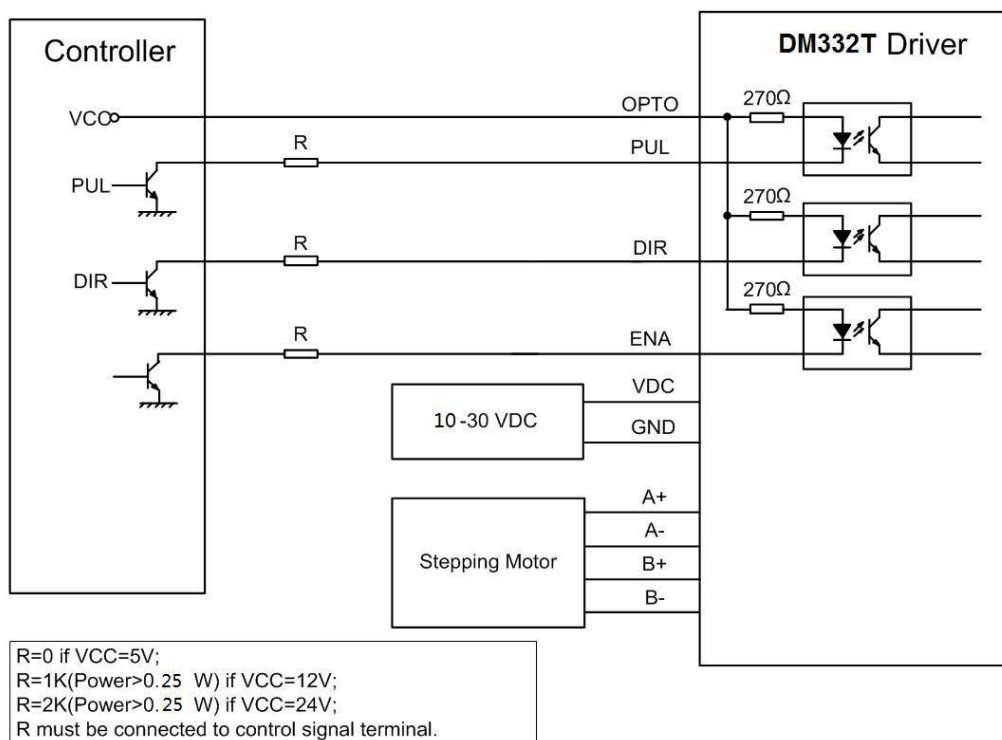 Controller
DM332T Driver
VCC
OPTO
270Ω
R
PUL
PUL
270Ω
R
DIR
DIR
270Ω
R
ENA
VDC
10-30 VDC
GND
A+
A-
Stepping Motor
B+
B-
R=0 if VCC=5V;
R=1K(Power>0.25 W) if VCC=12V;
R=2K(Power>0.25 W) if VCC=24V;
R must be connected to control signal terminal.